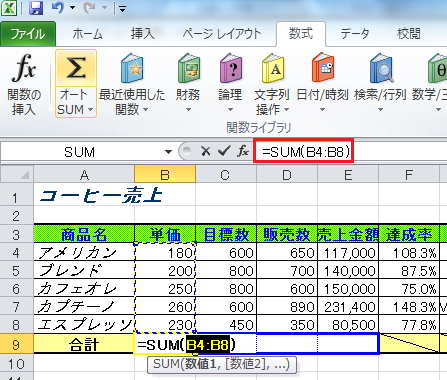 ファイル ホーム 挿入 ページ レイアウト 数式 データ 校閲
fx Σ θ
関数の挿入 オート SUM 最近使用した関数 財務 論理 文字列操作 日付/時刻 検索/行列 数学/三
関数ライブラリ
SUM fx =SUM(B4:B8)
A B C D E F
1 コーヒー売上
2
3 商品名 単価 目標数 販売数 売上金額 達成率
4 アメリカン 180 600 650 117,000 108.3%
5 ブレンド 200 800 700 140,000 87.5%
6 カフェオレ 250 800 600 150,000 75.0%
7 カプチーノ 260 600 890 231,400 148.3%
8 エスプレッソ 230 450 350 80,500 77.8%
9 合計 =SUM(B4:B8)
SUM(数値1, [数値2], ...)